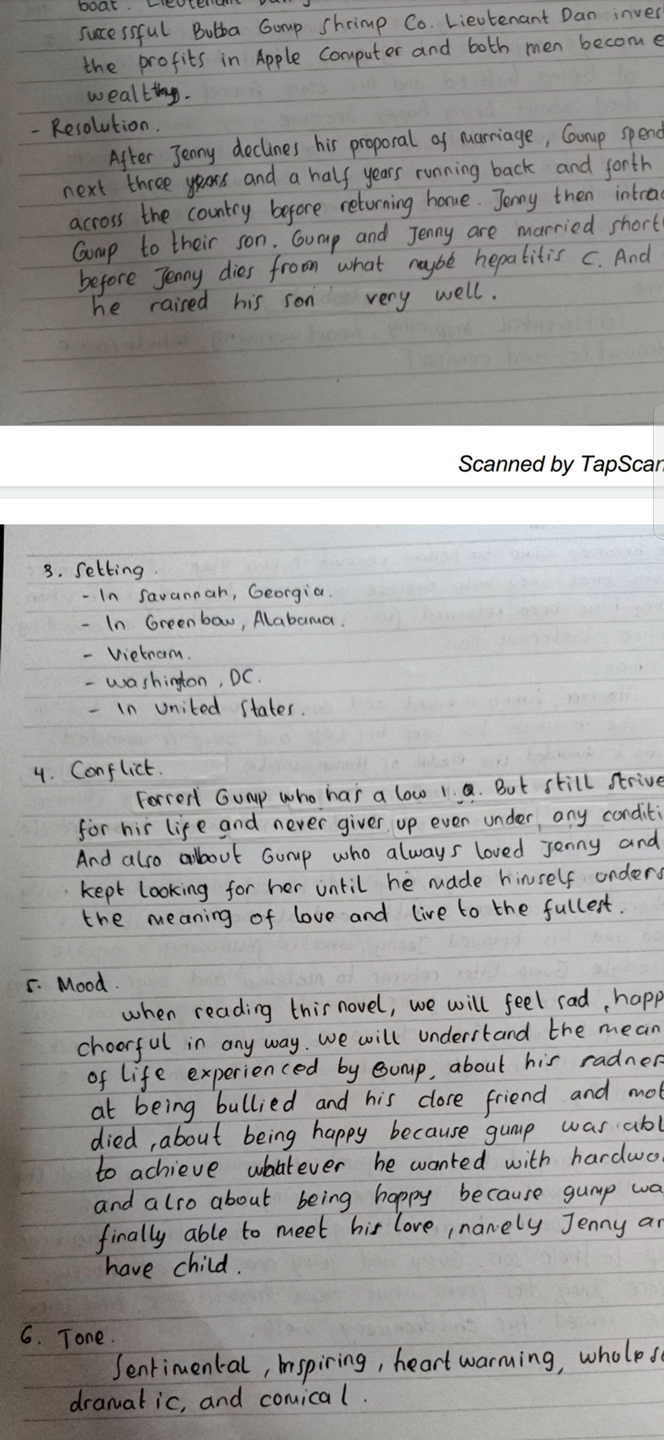 boat. Lieutenant
successful Bubba Gump Shrimp Co. Lieutenant Dan inves
the profits in Apple Computer and both men become
wealthy.
- Resolution.
After Jenny declines his proporal of marriage, Gump spend
next three years and a half years running back and forth
across the country before returning home. Jenny then intro
Gump to their son. Gump and Jenny are married short
before Jenny dies from what maybe hepatitis C. And
he raised his son very well.
Scanned by TapScan
3. Setting.
- In Savannah, Georgia.
- In Greenbow, Alabama.
- Vietnam.
- Washington, DC.
- In United States.
4. Conflict.
Forrest Gump who has a low I.Q. But still strive
for his life and never gives up even under any conditi
And also about Gump who always loved Jenny and
kept looking for her until he made himself unders
the meaning of love and live to the fullest.
5. Mood.
when reading this novel, we will feel sad, happ
choorful in any way. We will understand the mean
of life experienced by Gump, about his sadnes
at being bullied and his close friend and mot
died, about being happy because gump was abl
to achieve whatever he wanted with hardwo
and also about being happy because gump wa
finally able to meet his love, namely Jenny an
have child.
6. Tone.
Sentimental, Inspiring, heart warming, wholeso
dramatic, and comical.